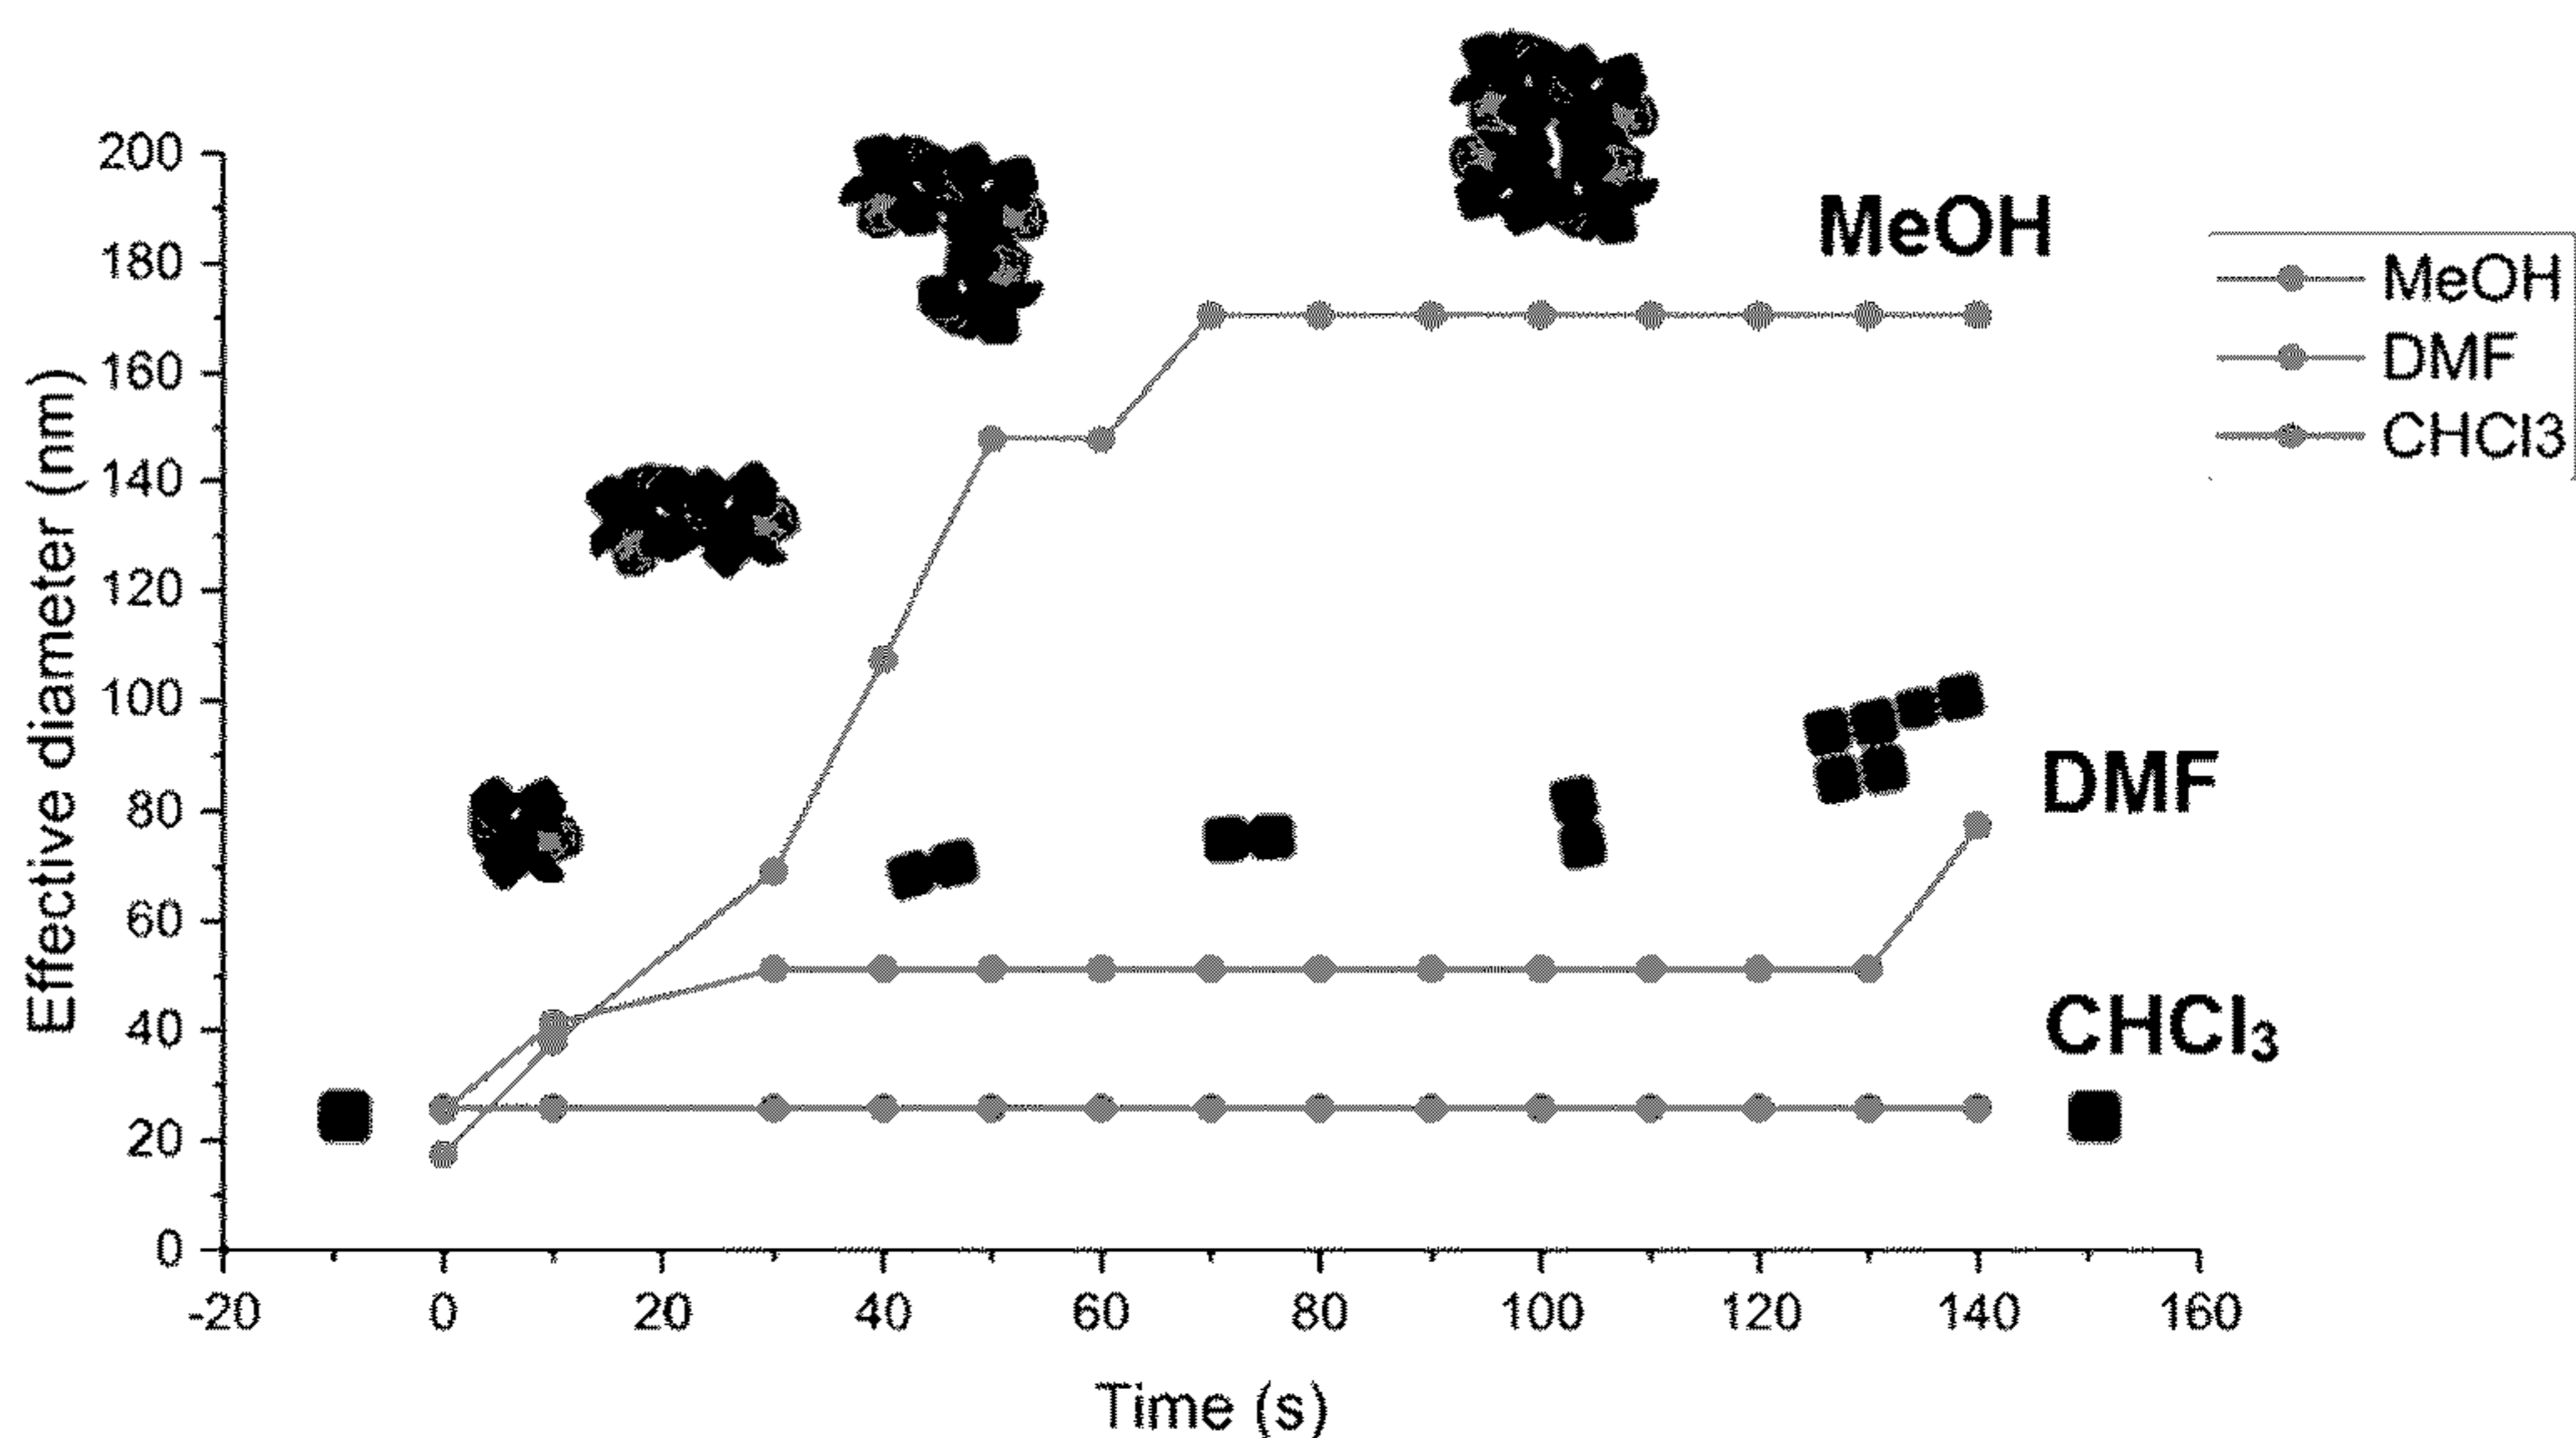 Effective diameter (nm)
200
180
160
140
120
100
80
60
40
20
0
-20 0 20 40 60 80 100 120 140 160
Time (s)
MeOH
DMF
CHCl₃
MeOH
DMF
CHCl3